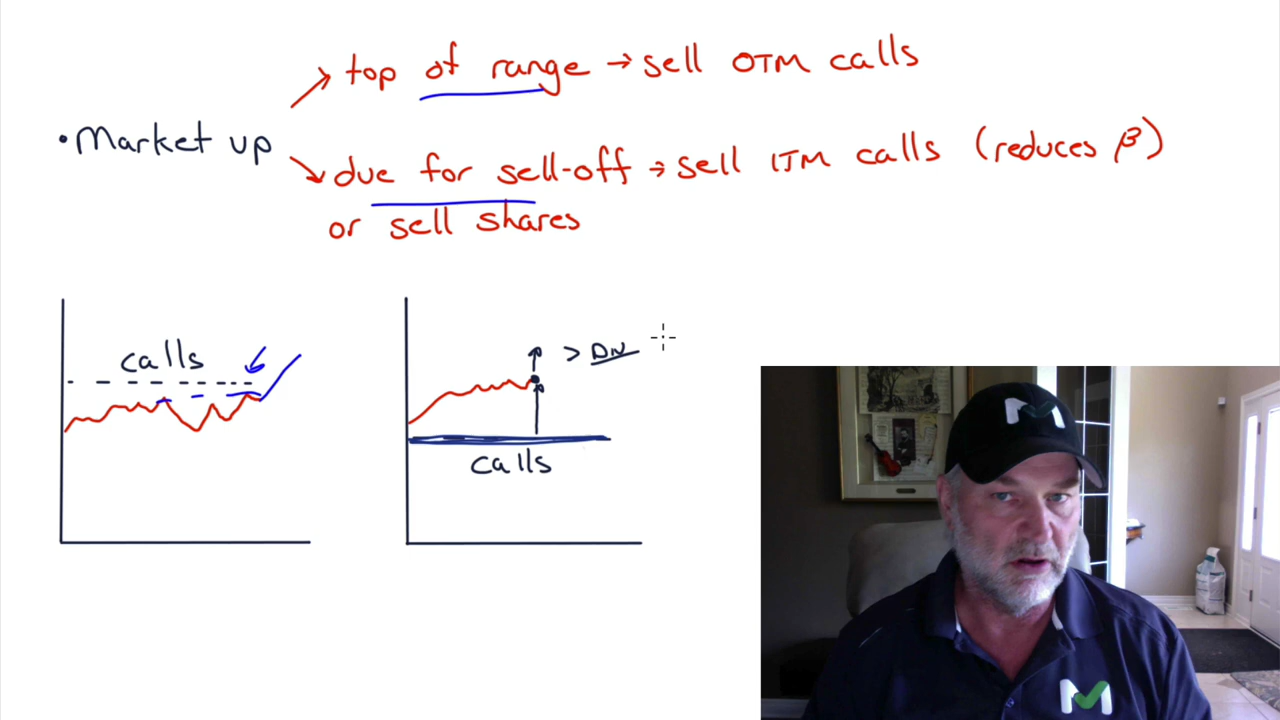 top of range → sell OTM calls
• Market up
due for sell-off → sell ITM calls (reduces β)
or sell shares
calls
> DN
calls